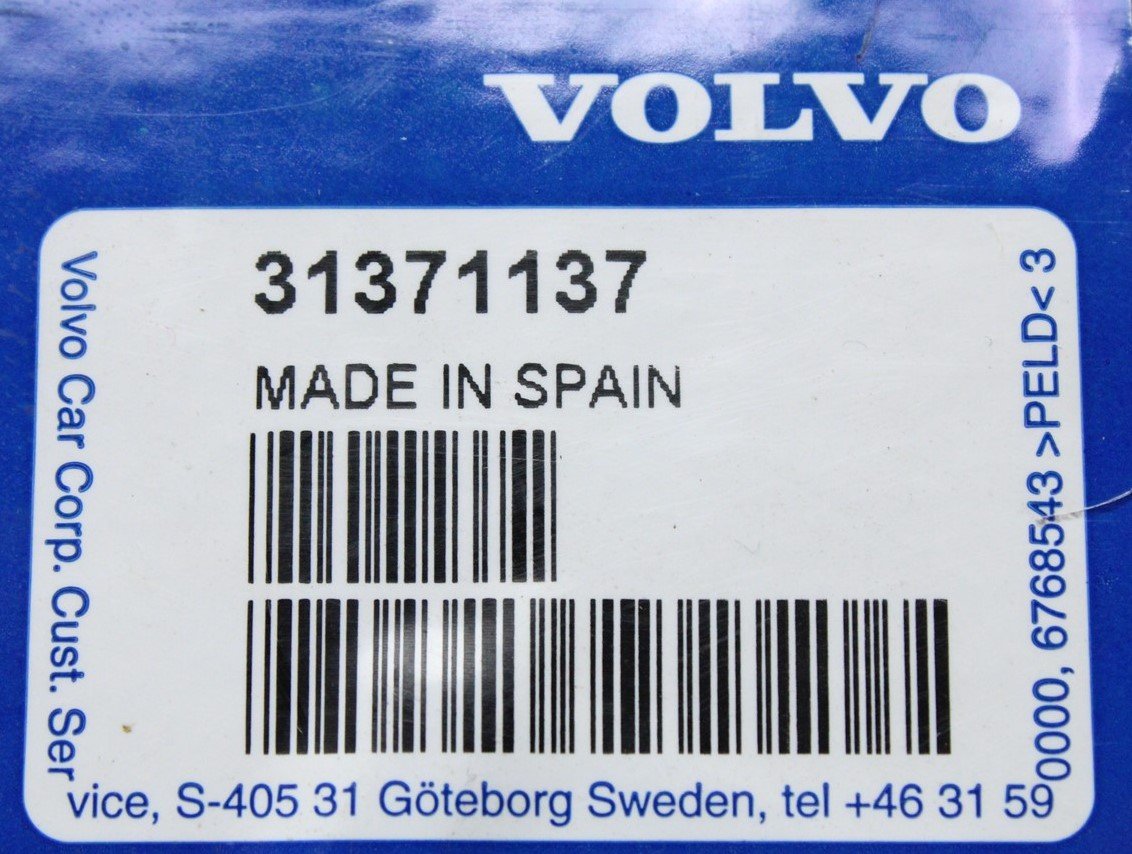 VOLVO
31371137
MADE IN SPAIN
Volvo Car Corp. Cust. Ser
vice, S-405 31 Göteborg Sweden, tel +46 31 59
0000, 6768543 >PELD< 3